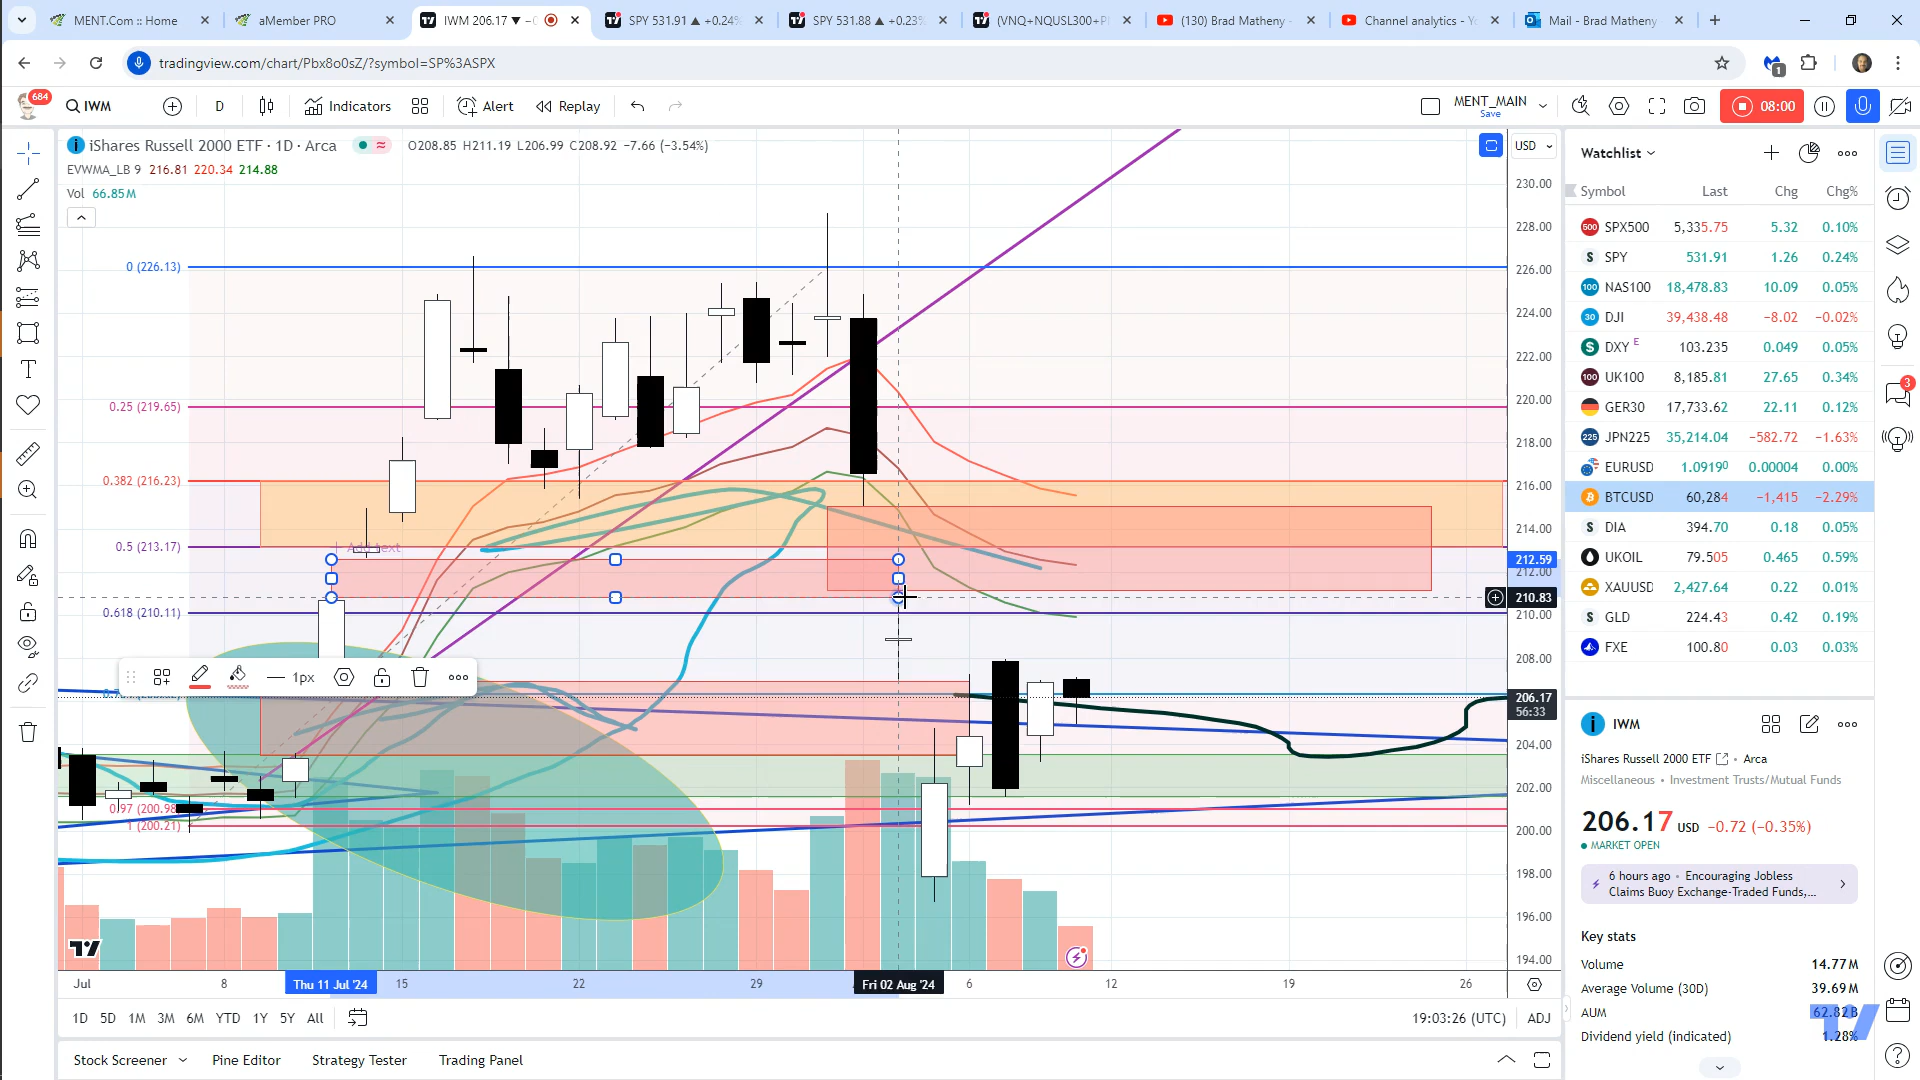 MENT.Com :: Home
aMember PRO
IWM 206.17 ▼
SPY 531.91 ▲ +0.24%
SPY 531.88 ▲ +0.23%
(VNQ+NQUSL300+P
(130) Brad Matheny -
Channel analytics -
Mail - Brad Matheny
tradingview.com/chart/Pbx8o0sZ/?symbol=SP%3ASPX
1
684
IWM
D
Indicators
Alert
Replay
MENT_MAIN
Save
08:00
iShares Russell 2000 ETF · 1D · Arca
O208.85 H211.19 L206.99 C208.92 −7.66 (−3.54%)
EVWMA_LB 9 216.81 220.34 214.88
Vol 66.85M
USD
230.00
228.00
226.00
224.00
222.00
220.00
218.00
216.00
214.00
212.59
212.00
210.83
210.00
208.00
206.17
56:33
204.00
202.00
200.00
198.00
196.00
194.00
0 (226.13)
0.25 (219.65)
0.382 (216.23)
0.5 (213.17)
+ Add text
0.618 (210.11)
1px
0.97 (200.98)
1 (200.21)
Jul
8
Thu 11 Jul '24
15
22
29
Fri 02 Aug '24
6
12
19
26
1D
5D
1M
3M
6M
YTD
1Y
5Y
All
19:03:26 (UTC)
ADJ
Stock Screener
Pine Editor
Strategy Tester
Trading Panel
Watchlist
Symbol Last Chg Chg%
SPX500 5,335.75 5.32 0.10%
SPY 531.91 1.26 0.24%
NAS100 18,478.83 10.09 0.05%
DJI 39,438.48 −8.02 −0.02%
DXY E 103.235 0.049 0.05%
UK100 8,185.81 27.65 0.34%
GER30 17,733.62 22.11 0.12%
JPN225 35,214.04 −582.72 −1.63%
EURUSD 1.09190 0.00004 0.00%
BTCUSD 60,284 −1,415 −2.29%
DIA 394.70 0.18 0.05%
UKOIL 79.505 0.465 0.59%
XAUUSD 2,427.64 0.22 0.01%
GLD 224.43 0.42 0.19%
FXE 100.80 0.03 0.03%
IWM
iShares Russell 2000 ETF • Arca
Miscellaneous • Investment Trusts/Mutual Funds
206.17 USD −0.72 (−0.35%)
MARKET OPEN
6 hours ago • Encouraging Jobless
Claims Buoy Exchange-Traded Funds,...
Key stats
Volume 14.77M
Average Volume (30D) 39.69M
AUM 62.82B
Dividend yield (indicated) 1.28%
3